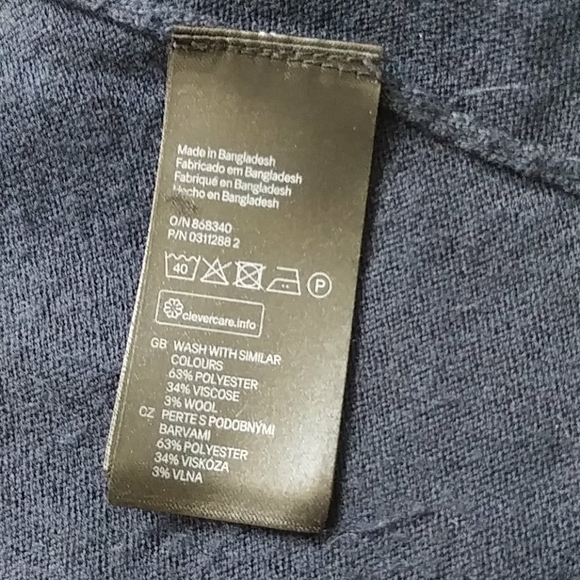 Made in Bangladesh
Fabricado em Bangladesh
Fabriqué en Bangladesh
Hecho en Bangladesh
O/N 868340
P/N 0311288 2
40
P
clevercare.info
GB WASH WITH SIMILAR
COLOURS
63% POLYESTER
34% VISCOSE
3% WOOL
CZ PERTE S PODOBNÝMI
BARVAMI
63% POLYESTER
34% VISKÓZA
3% VLNA